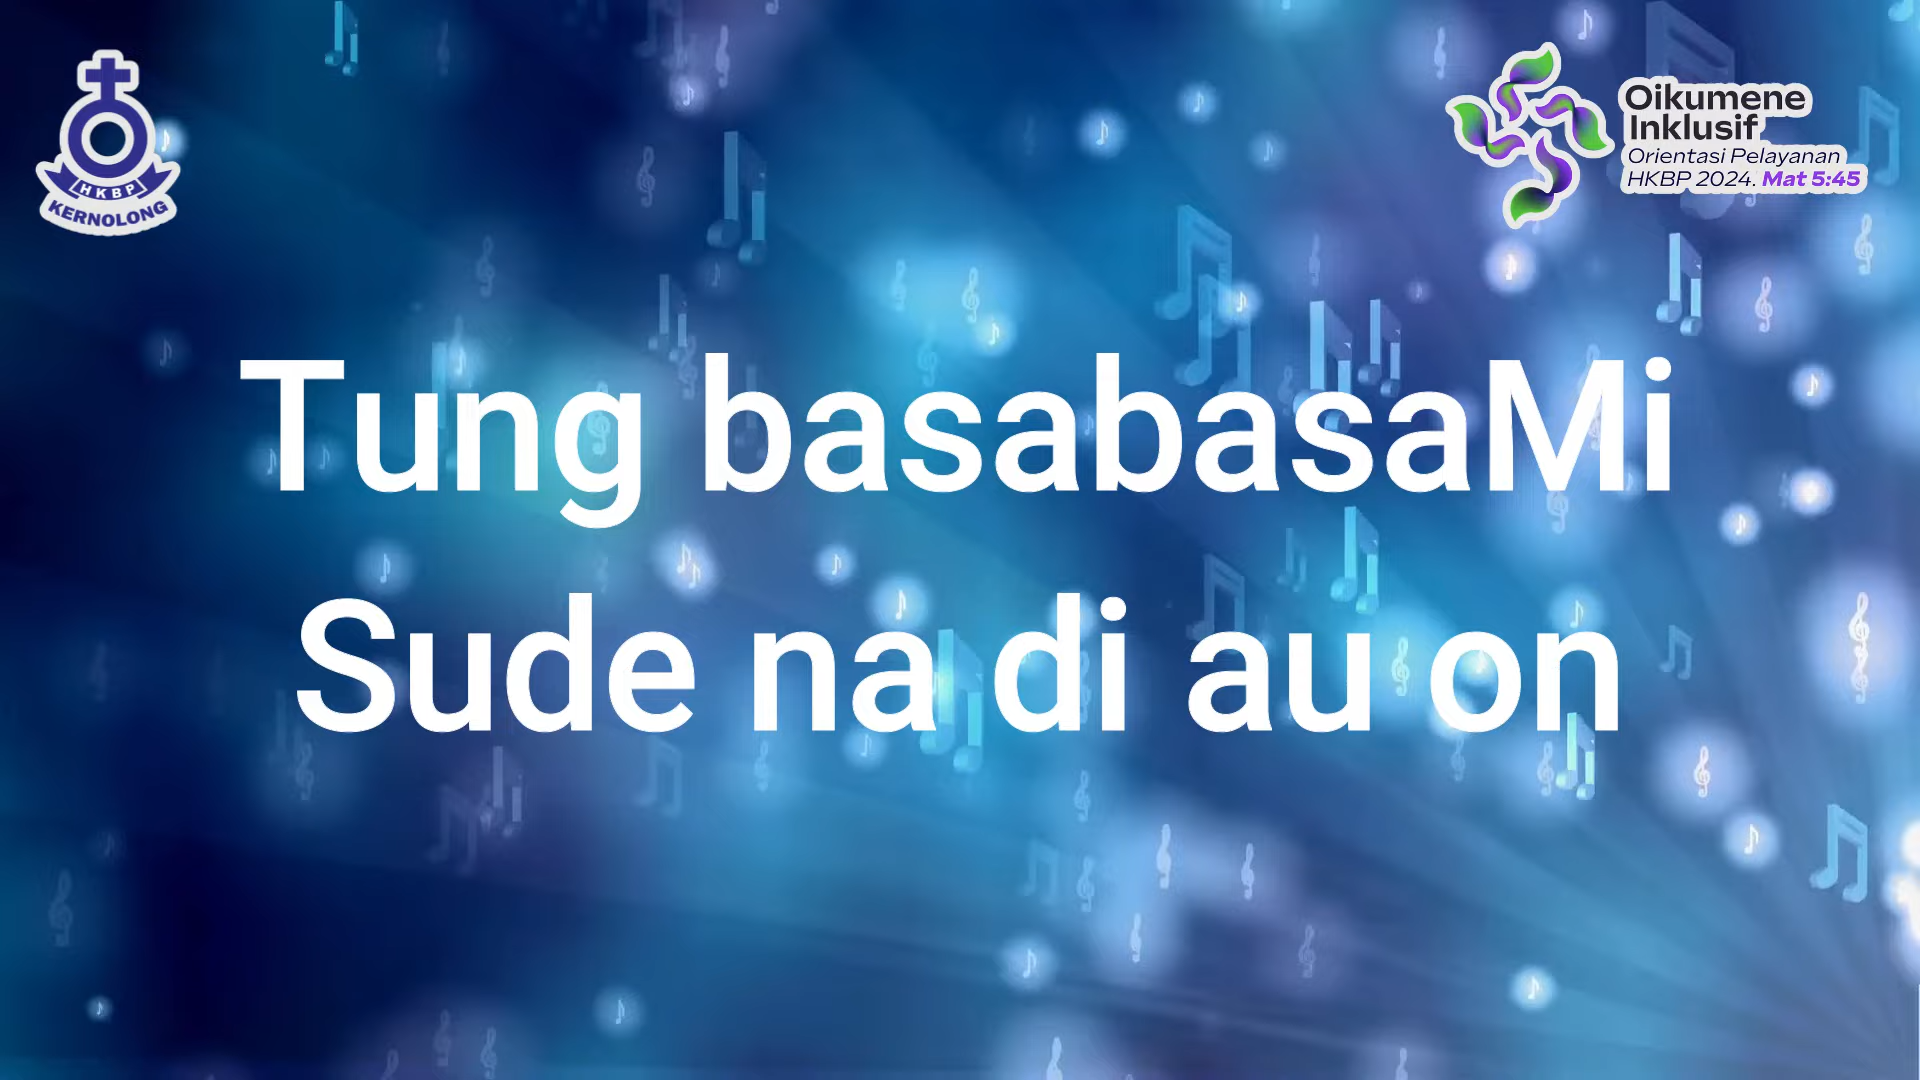 HKBP
KERNOLONG
Oikumene
Inklusif
Orientasi Pelayanan
HKBP 2024. Mat 5:45
Tung basabasaMi
Sude na di au on